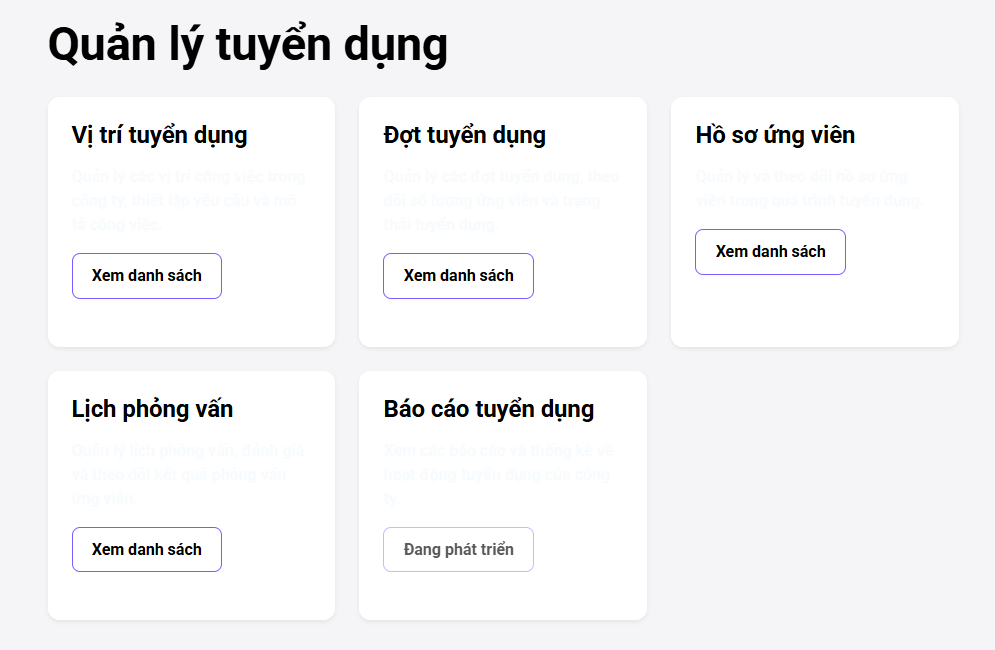 Quản lý tuyển dụng
Vị trí tuyển dụng
Quản lý các vị trí công việc trong
công ty, thiết lập yêu cầu và mô
tả công việc.
Xem danh sách
Đợt tuyển dụng
Quản lý các đợt tuyển dụng, theo
dõi số lượng ứng viên và trạng
thái tuyển dụng.
Xem danh sách
Hồ sơ ứng viên
Quản lý và theo dõi hồ sơ ứng
viên trong quá trình tuyển dụng.
Xem danh sách
Lịch phỏng vấn
Quản lý lịch phỏng vấn, đánh giá
và theo dõi kết quả phỏng vấn
ứng viên.
Xem danh sách
Báo cáo tuyển dụng
Xem các báo cáo và thống kê về
hoạt động tuyển dụng của công
ty.
Đang phát triển